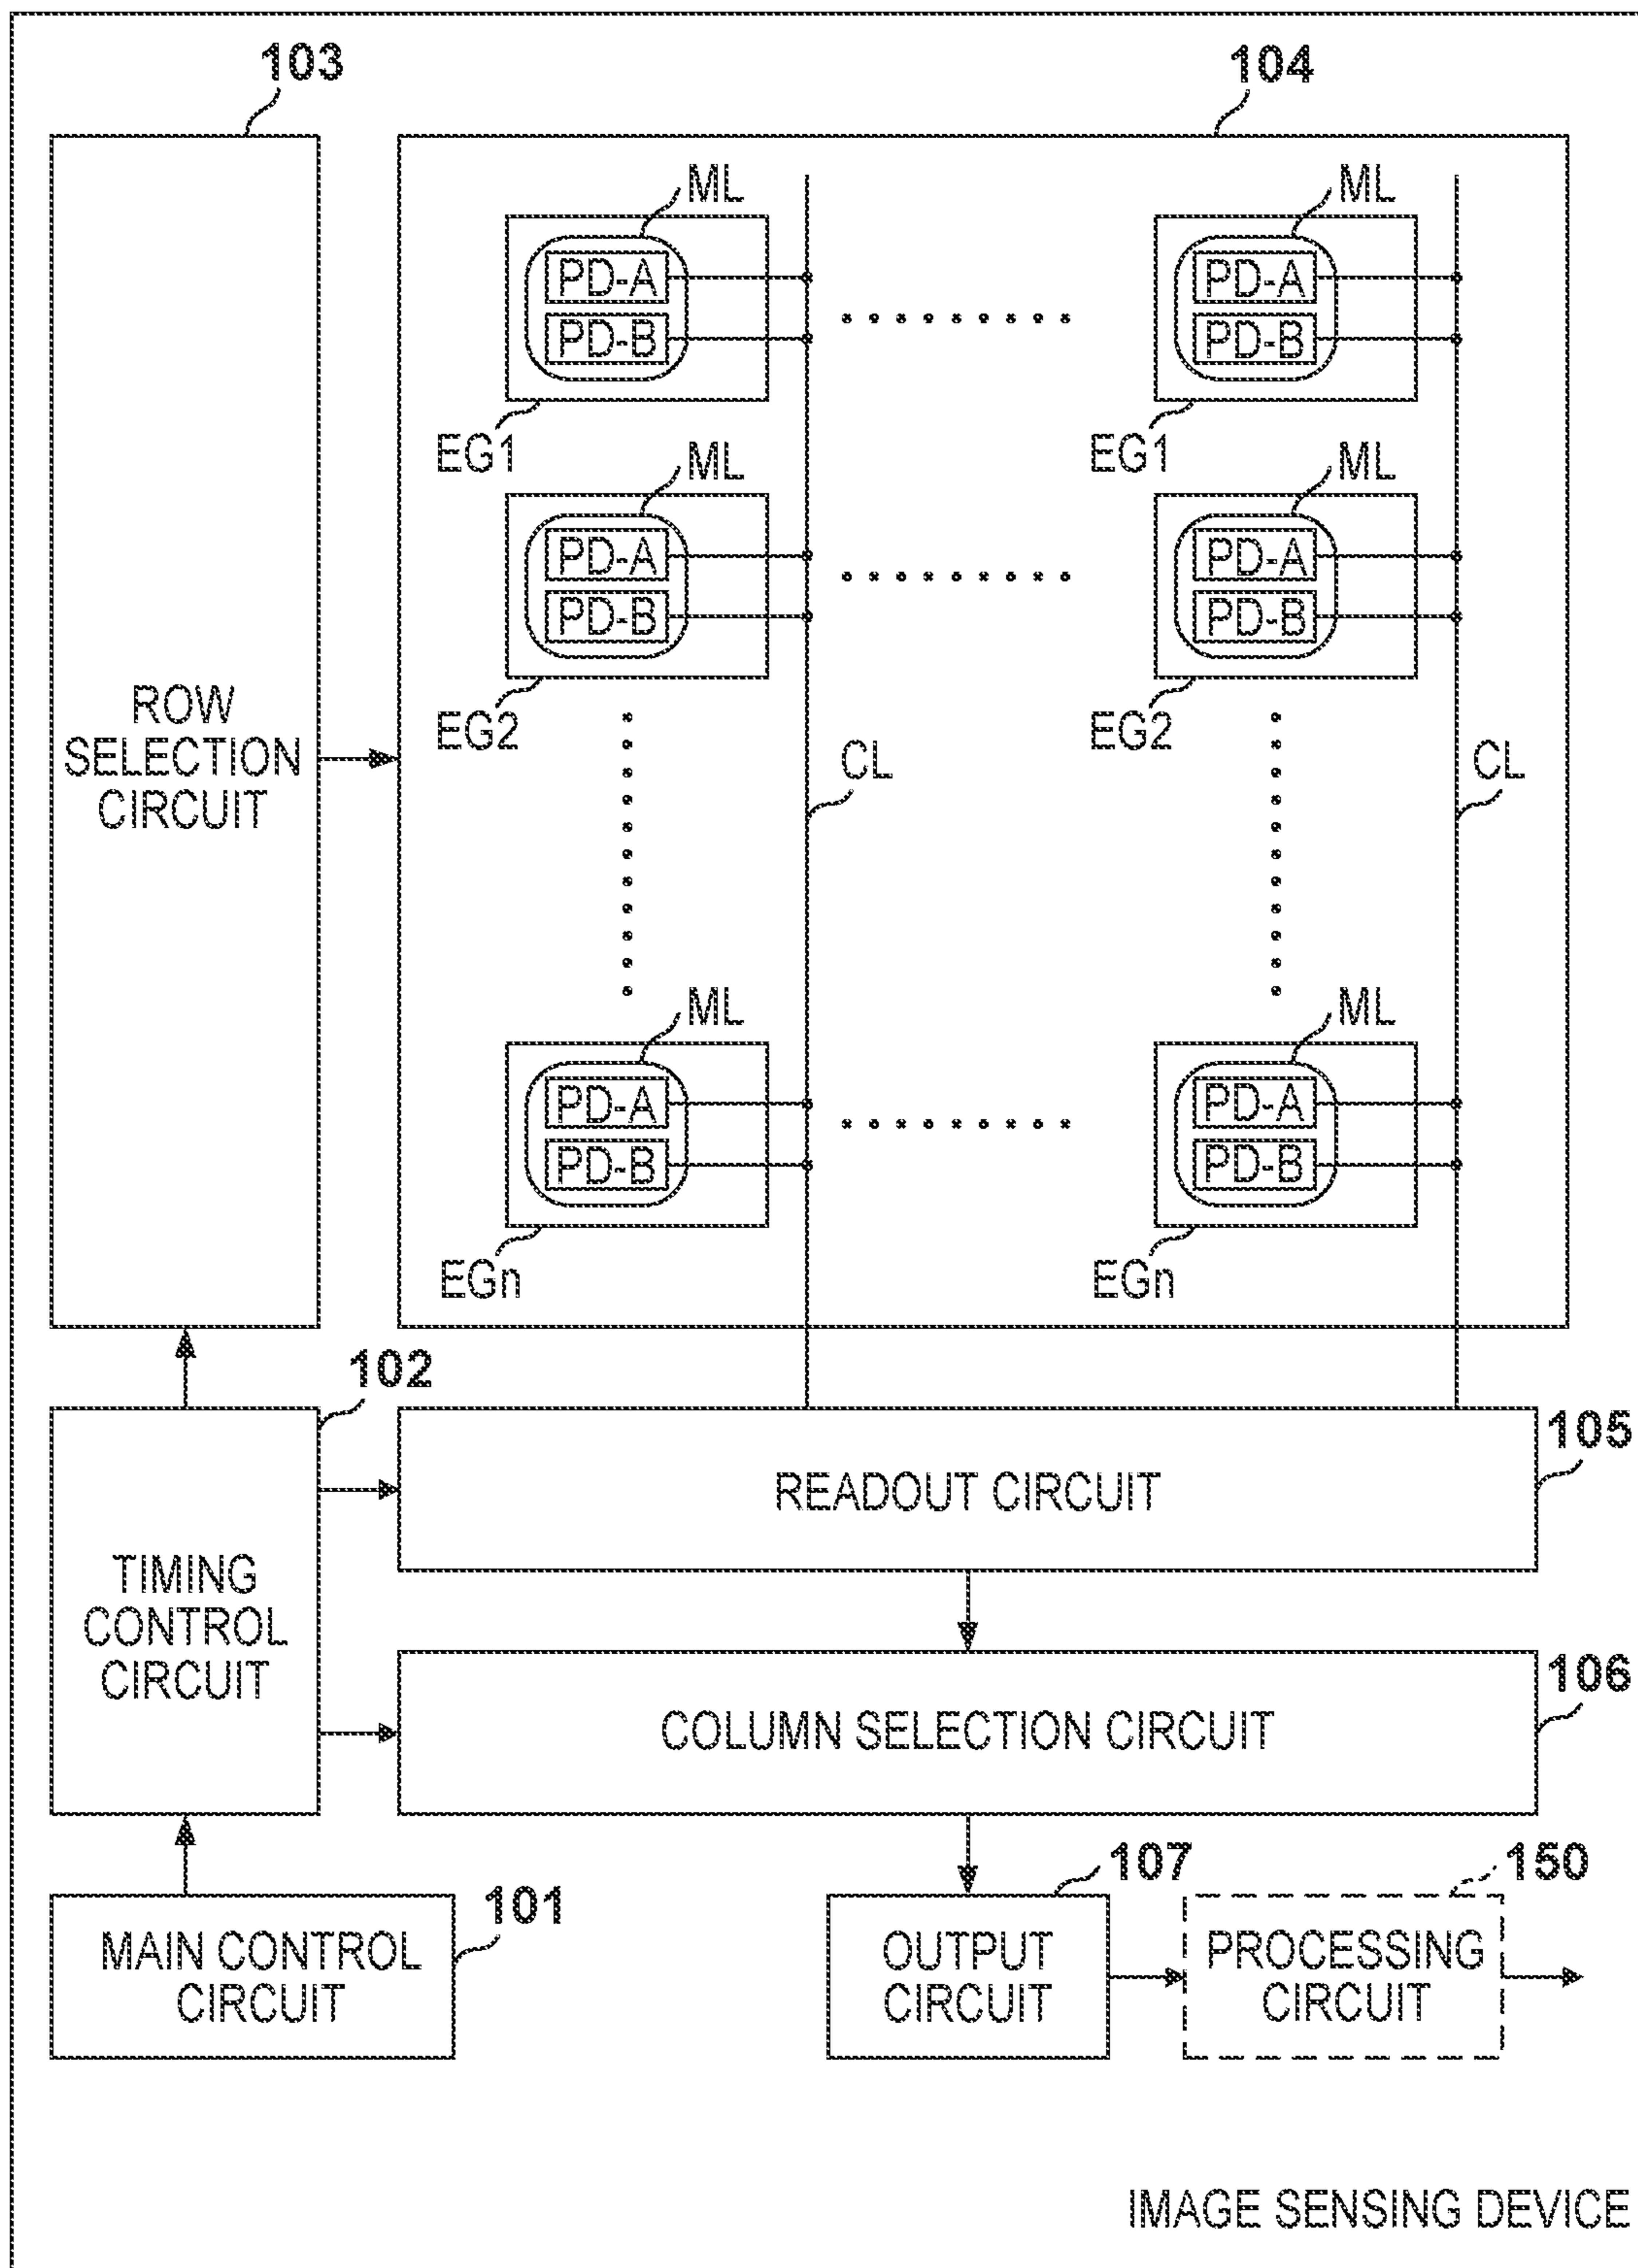 103
104
ML
ML
PD-A
PD-A
PD-B
PD-B
EG1
EG1
ML
ML
PD-A
PD-A
PD-B
PD-B
EG2
EG2
ROW
SELECTION
CIRCUIT
CL
CL
ML
ML
PD-A
PD-A
PD-B
PD-B
EGn
EGn
102
105
READOUT CIRCUIT
TIMING
CONTROL
CIRCUIT
106
COLUMN SELECTION CIRCUIT
107
150
101
MAIN CONTROL
CIRCUIT
OUTPUT
CIRCUIT
PROCESSING
CIRCUIT
IMAGE SENSING DEVICE